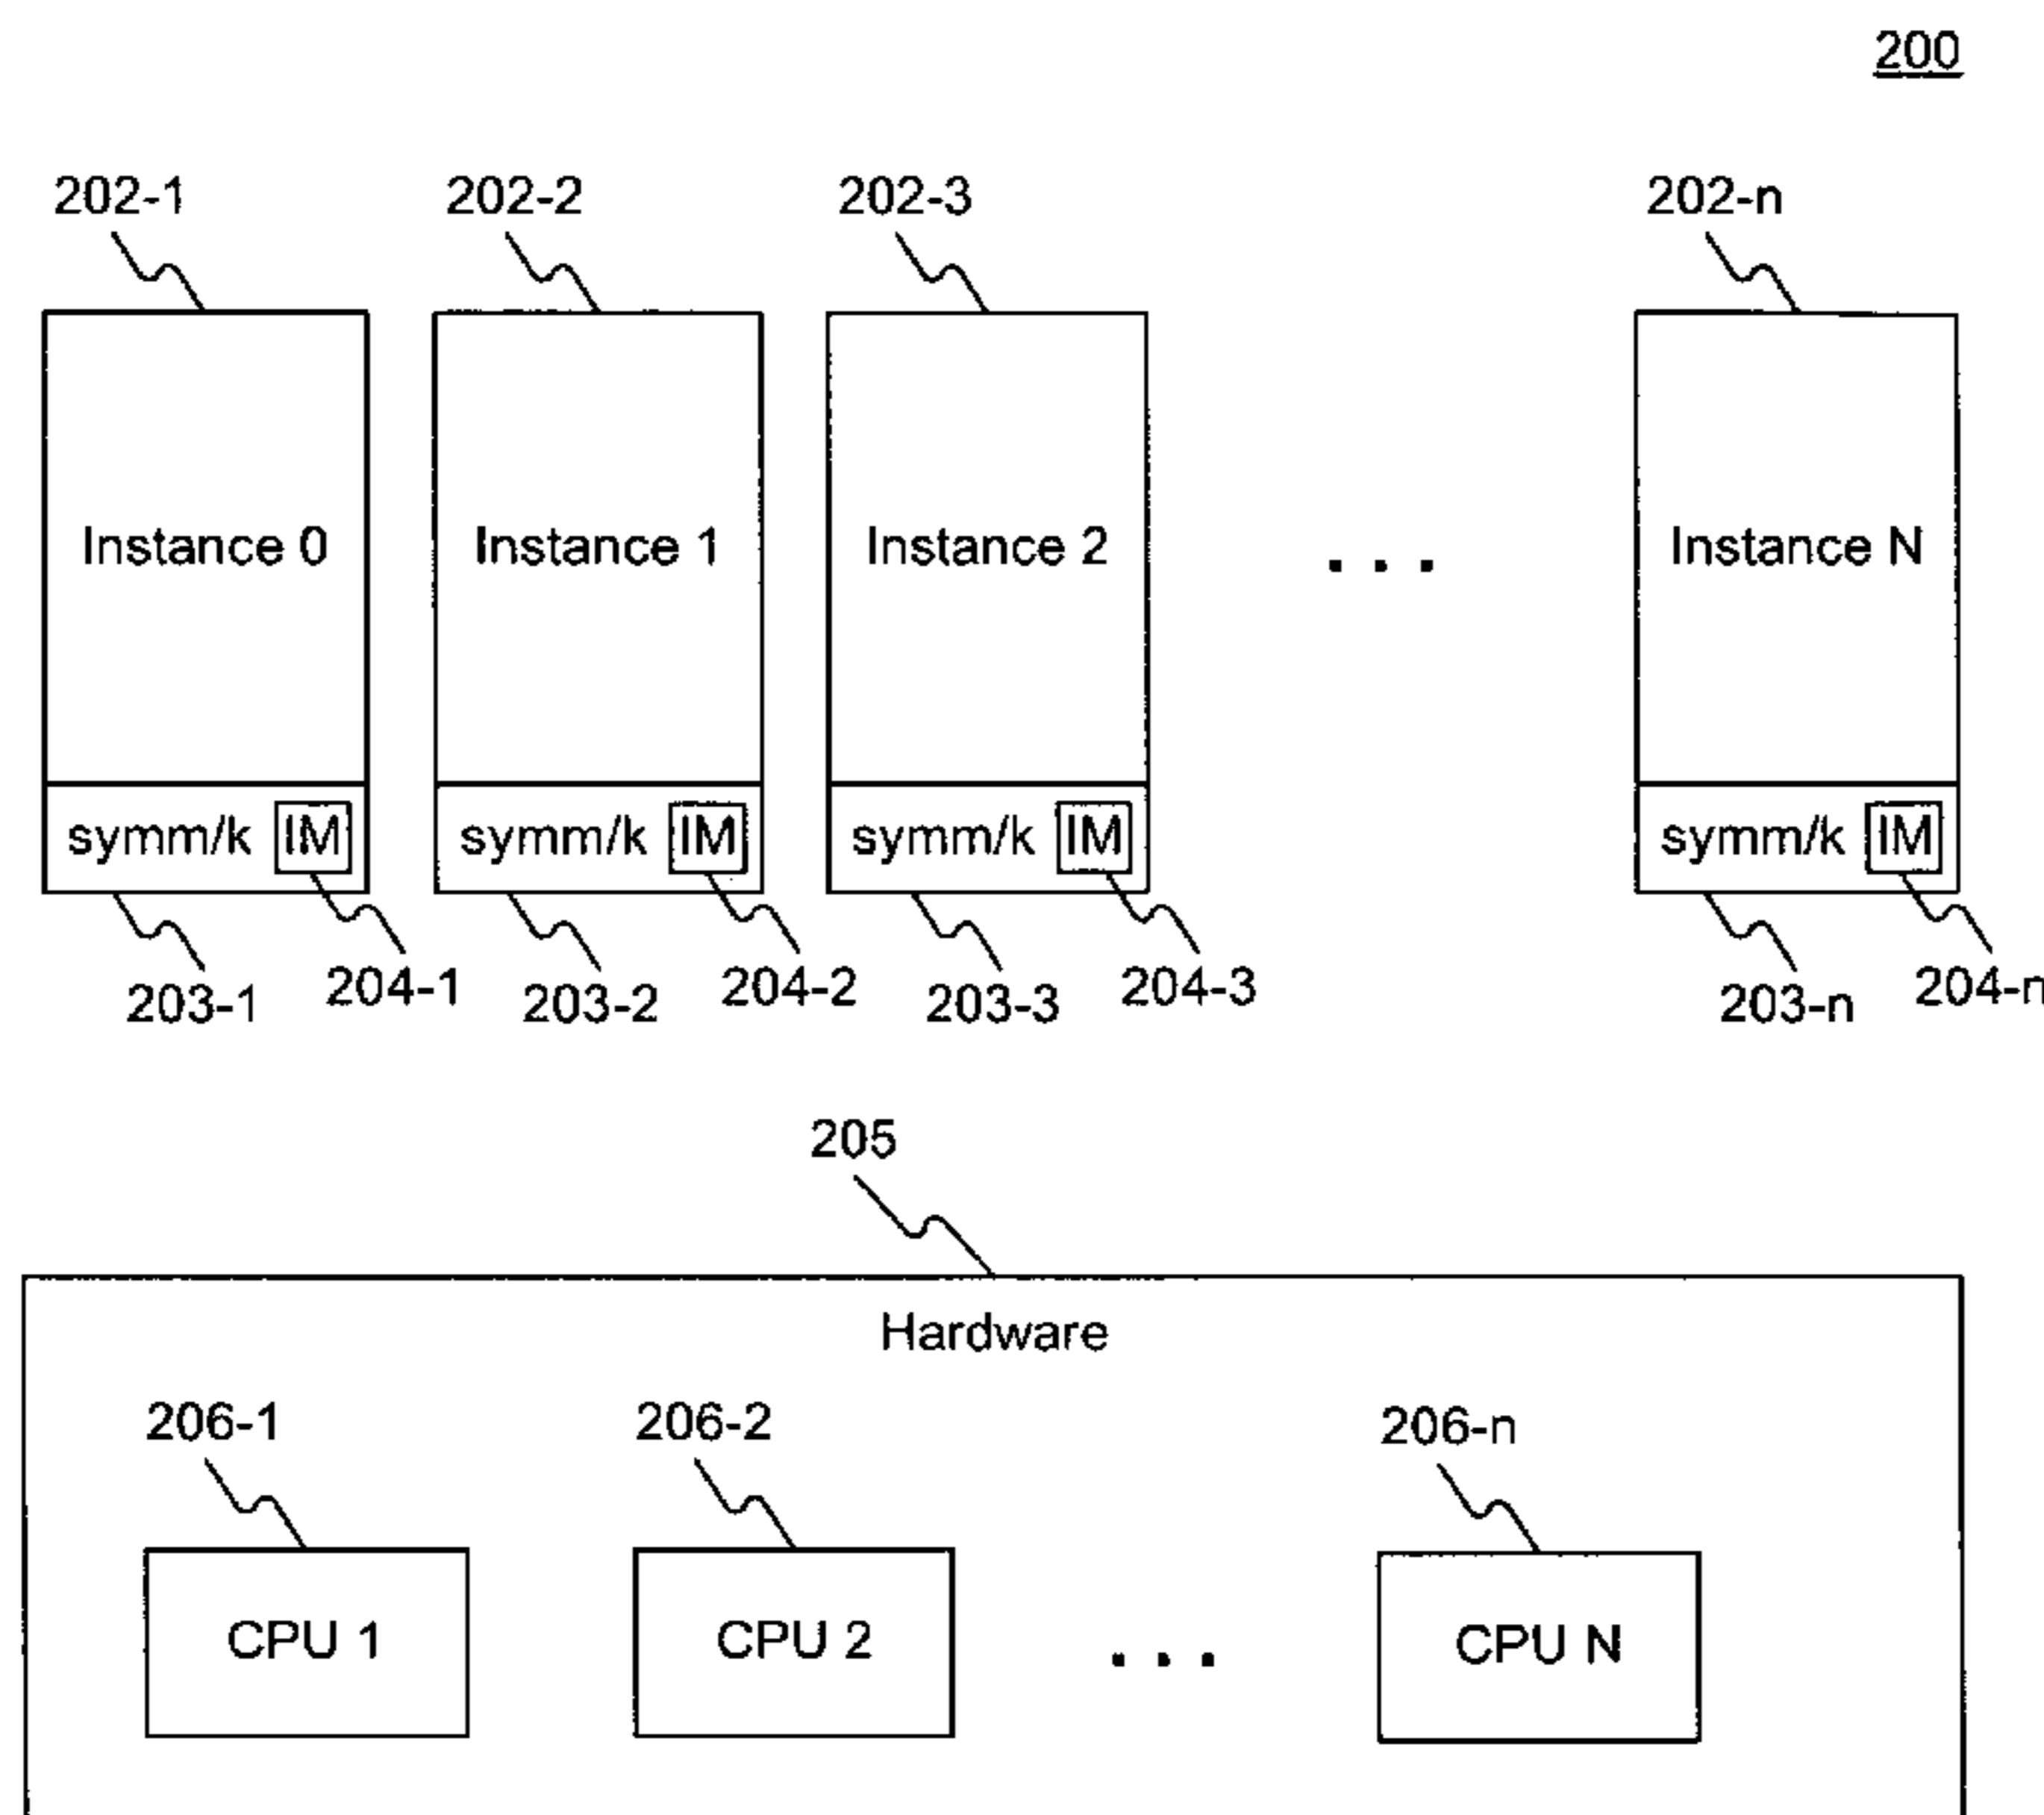 200
202-1 202-2 202-3 202-n
Instance 0 Instance 1 Instance 2 . . . Instance N
symm/k IM symm/k IM symm/k IM symm/k IM
203-1 204-1 203-2 204-2 203-3 204-3 203-n 204-n
205
Hardware
206-1 206-2 206-n
CPU 1 CPU 2 . . . CPU N